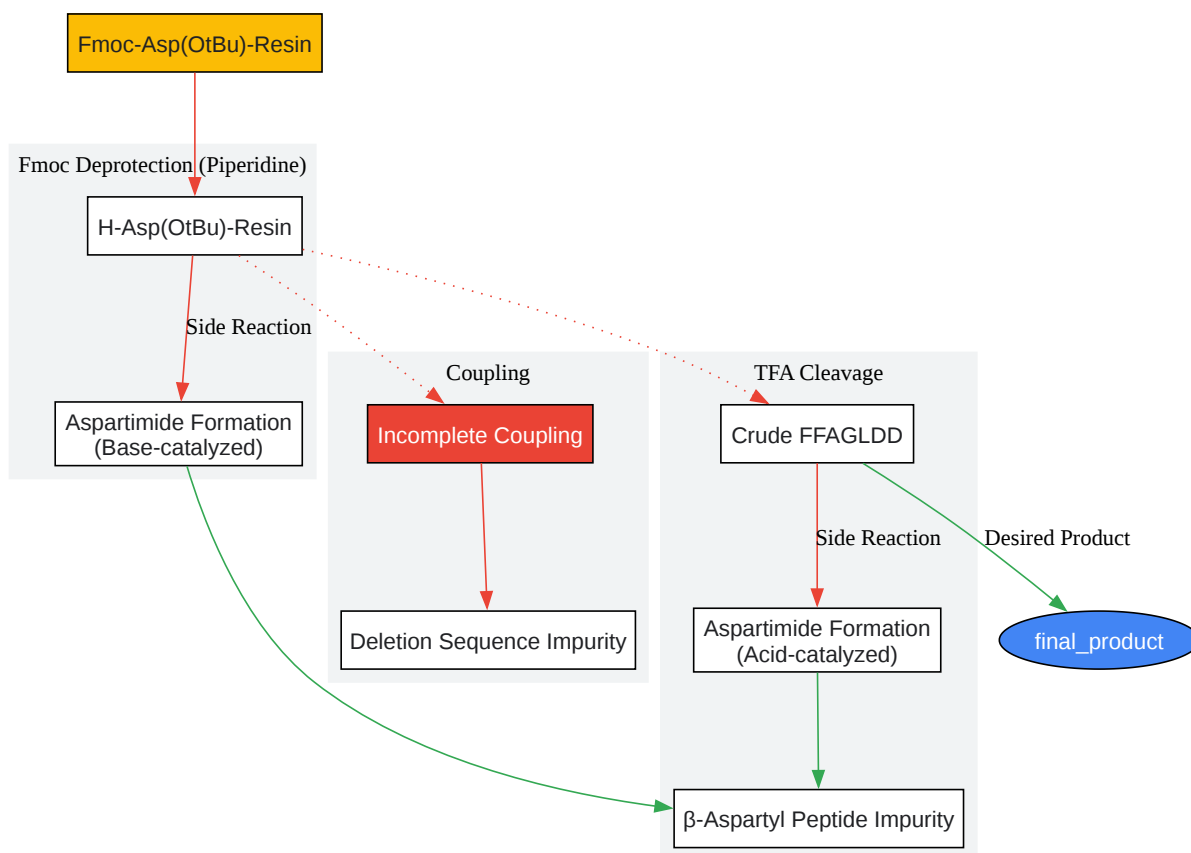 Fmoc-Asp(OtBu)-Resin
Fmoc Deprotection (Piperidine)
H-Asp(OtBu)-Resin
Side Reaction
Aspartimide Formation
(Base-catalyzed)
Coupling
Incomplete Coupling
Deletion Sequence Impurity
TFA Cleavage
Crude FFAGLDD
Side Reaction
Desired Product
Aspartimide Formation
(Acid-catalyzed)
final_product
β-Aspartyl Peptide Impurity